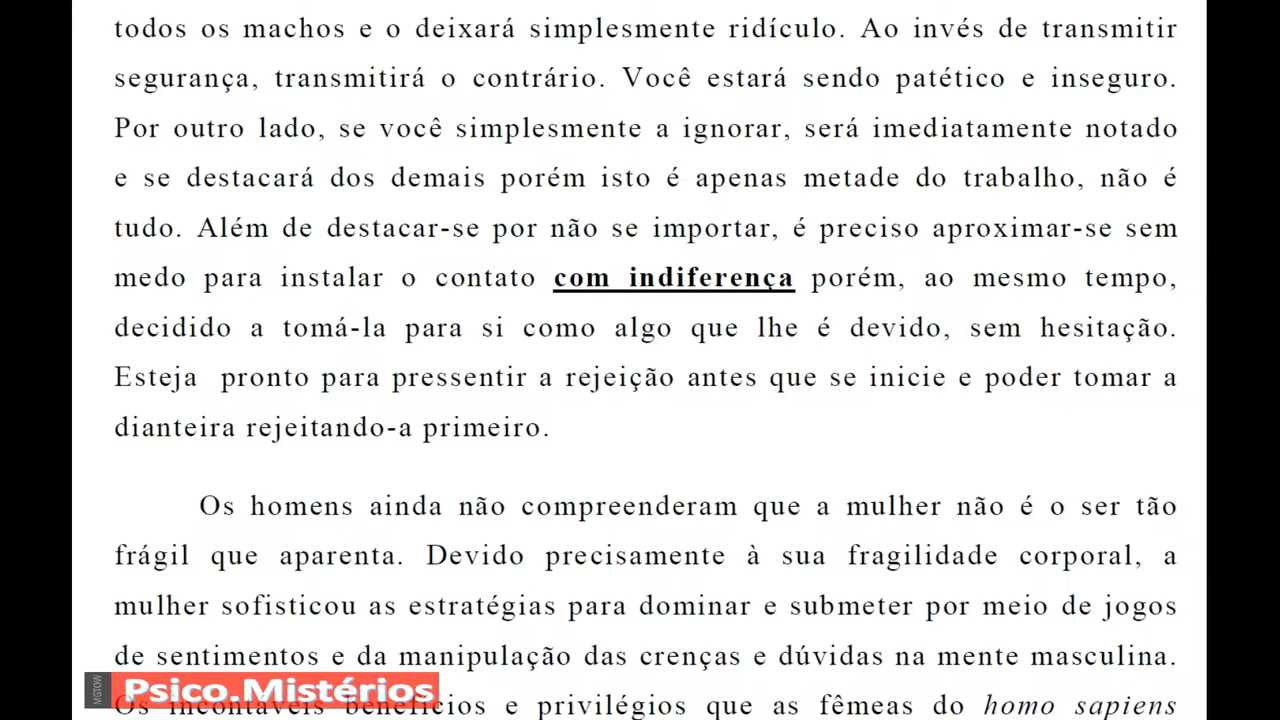 todos os machos e o deixará simplesmente ridículo. Ao invés de transmitir
segurança, transmitirá o contrário. Você estará sendo patético e inseguro.
Por outro lado, se você simplesmente a ignorar, será imediatamente notado
e se destacará dos demais porém isto é apenas metade do trabalho, não é
tudo. Além de destacar-se por não se importar, é preciso aproximar-se sem
medo para instalar o contato com indiferença porém, ao mesmo tempo,
decidido a tomá-la para si como algo que lhe é devido, sem hesitação.
Esteja pronto para pressentir a rejeição antes que se inicie e poder tomar a
dianteira rejeitando-a primeiro.
Os homens ainda não compreenderam que a mulher não é o ser tão
frágil que aparenta. Devido precisamente à sua fragilidade corporal, a
mulher sofisticou as estratégias para dominar e submeter por meio de jogos
de sentimentos e da manipulação das crenças e dúvidas na mente masculina.
MGTOW
Psico.Mistérios
Os incontáveis benefícios e privilégios que as fêmeas do homo sapiens